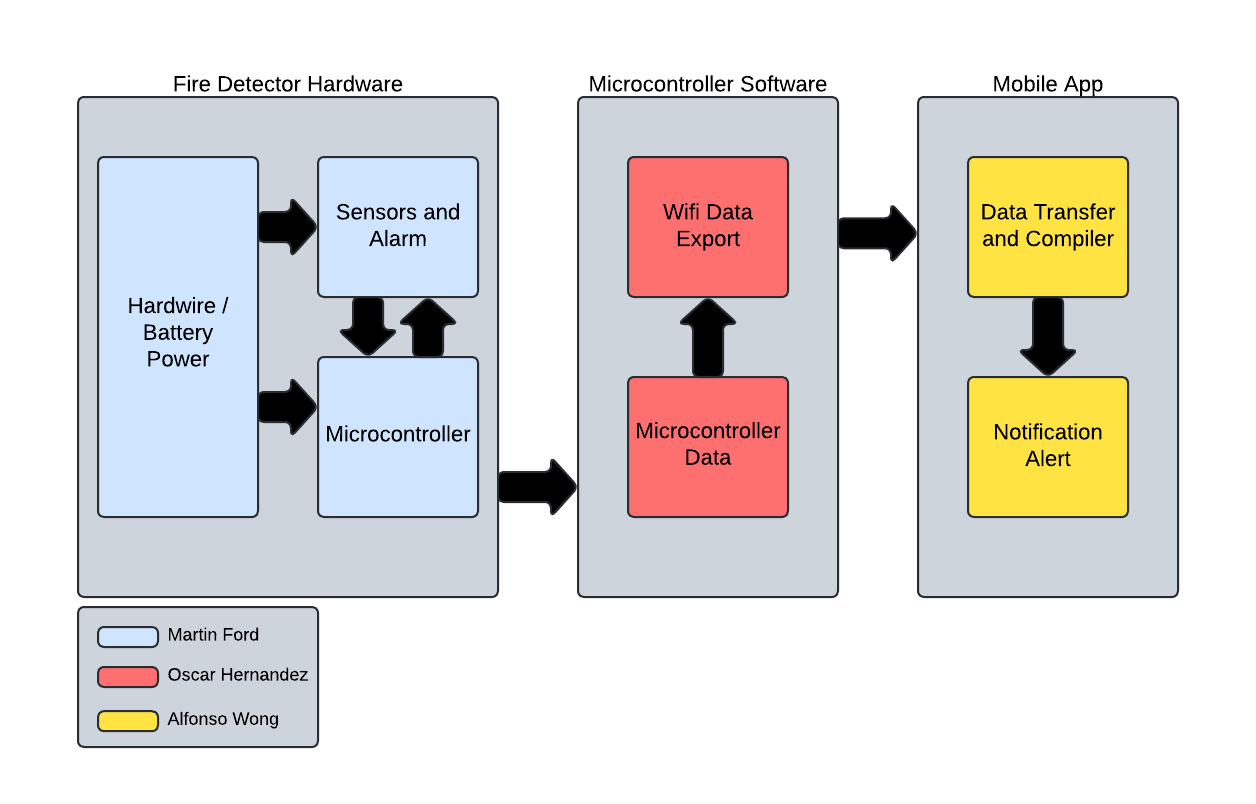 Fire Detector Hardware
Hardwire /
Battery
Power
Sensors and
Alarm
Microcontroller
Microcontroller Software
Wifi Data
Export
Microcontroller
Data
Mobile App
Data Transfer
and Compiler
Notification
Alert
Martin Ford
Oscar Hernandez
Alfonso Wong